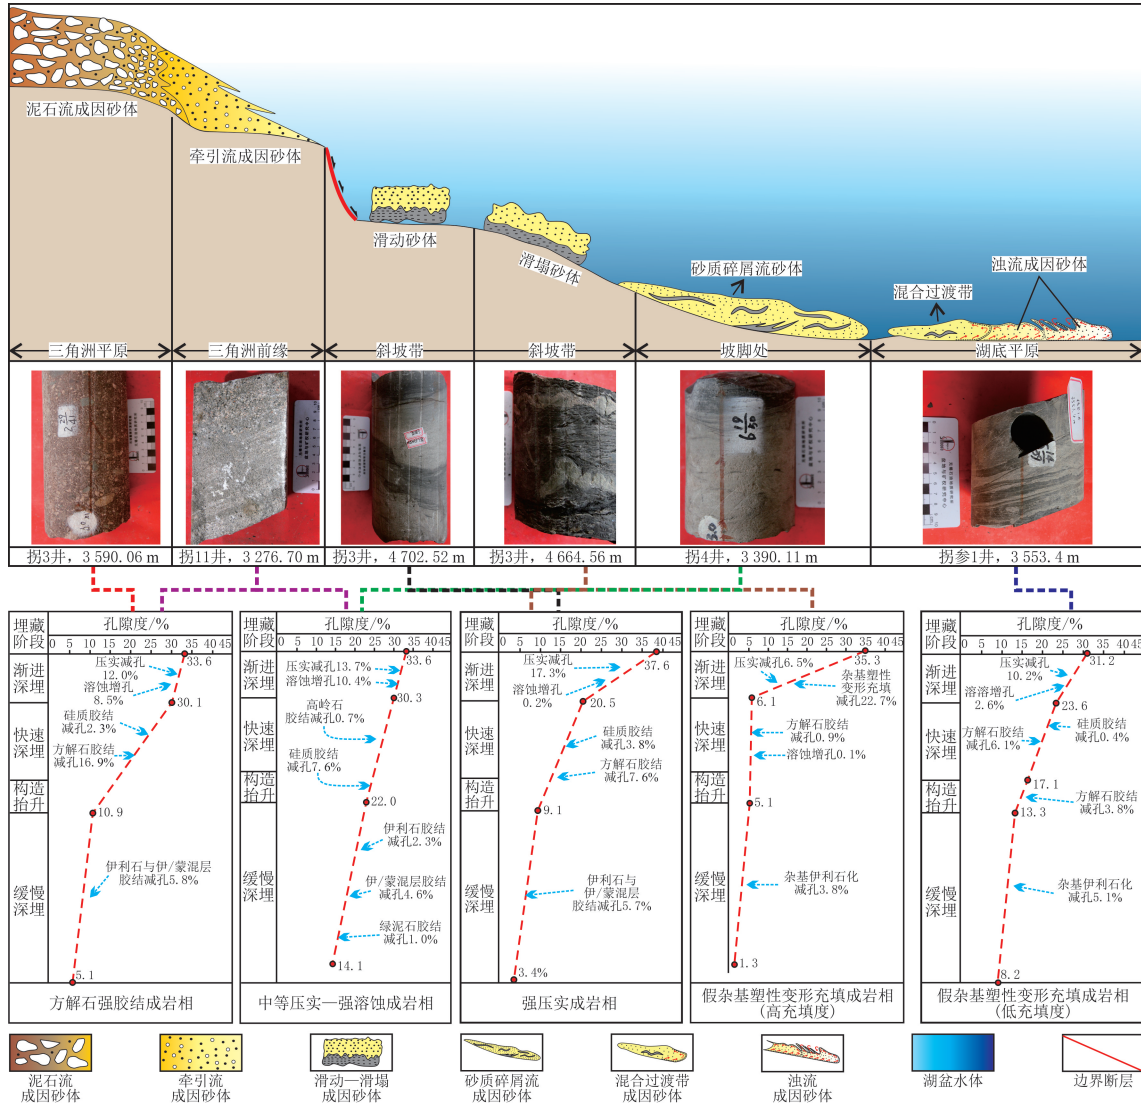 泥石流成因砂体
牵引流成因砂体
滑动砂体
滑塌砂体
砂质碎屑流砂体
混合过渡带
浊流成因砂体
三角洲平原
三角洲前缘
斜坡带
斜坡带
坡脚处
湖底平原
拐3井，3 590.06 m
拐11井，3 276.70 m
拐3井，4 702.52 m
拐3井，4 664.56 m
拐4井，3 390.11 m
拐参1井，3 553.4 m
埋藏
阶段
孔隙度/%
0 5 10 15 20 25 30 35 40 45
渐进
深埋
快速
深埋
构造
抬升
缓慢
深埋
33.6
压实减孔
12.0%
溶蚀增孔
8.5%
30.1
硅质胶结
减孔2.3%
方解石胶结
减孔16.9%
10.9
伊利石与伊/蒙混层
胶结减孔5.8%
5.1
方解石强胶结成岩相
埋藏
阶段
孔隙度/%
0 5 10 15 20 25 30 35 40 45
渐进
深埋
快速
深埋
构造
抬升
缓慢
深埋
33.6
压实减孔13.7%
溶蚀增孔10.4%
30.3
高岭石
胶结减孔0.7%
硅质胶结
减孔7.6%
22.0
伊利石胶结
减孔2.3%
伊/蒙混层胶结
减孔4.6%
绿泥石胶结
减孔1.0%
14.1
中等压实—强溶蚀成岩相
埋藏
阶段
孔隙度/%
0 5 10 15 20 25 30 35 40 45
渐进
深埋
快速
深埋
构造
抬升
缓慢
深埋
压实减孔
17.3%
37.6
溶蚀增孔
0.2%
20.5
硅质胶结
减孔3.8%
方解石胶结
减孔7.6%
9.1
伊利石与
伊/蒙混层
胶结减孔5.7%
3.4%
强压实成岩相
埋藏
阶段
孔隙度/%
0 5 10 15 20 25 30 35 40 45
渐进
深埋
快速
深埋
构造
抬升
缓慢
深埋
35.3
压实减孔6.5%
杂基塑性
变形充填
减孔22.7%
6.1
方解石胶结
减孔0.9%
溶蚀增孔0.1%
5.1
杂基伊利石化
减孔3.8%
1.3
假杂基塑性变形充填成岩相
(高充填度)
埋藏
阶段
孔隙度/%
0 5 10 15 20 25 30 35 40 45
渐进
深埋
快速
深埋
构造
抬升
缓慢
深埋
31.2
压实减孔
10.2%
溶溶增孔
2.6%
23.6
硅质胶结
减孔0.4%
方解石胶结
减孔6.1%
17.1
方解石胶结
减孔3.8%
13.3
杂基伊利石化
减孔5.1%
8.2
假杂基塑性变形充填成岩相
(低充填度)
泥石流
成因砂体
牵引流
成因砂体
滑动—滑塌
成因砂体
砂质碎屑流
成因砂体
混合过渡带
成因砂体
浊流
成因砂体
湖盆水体
边界断层